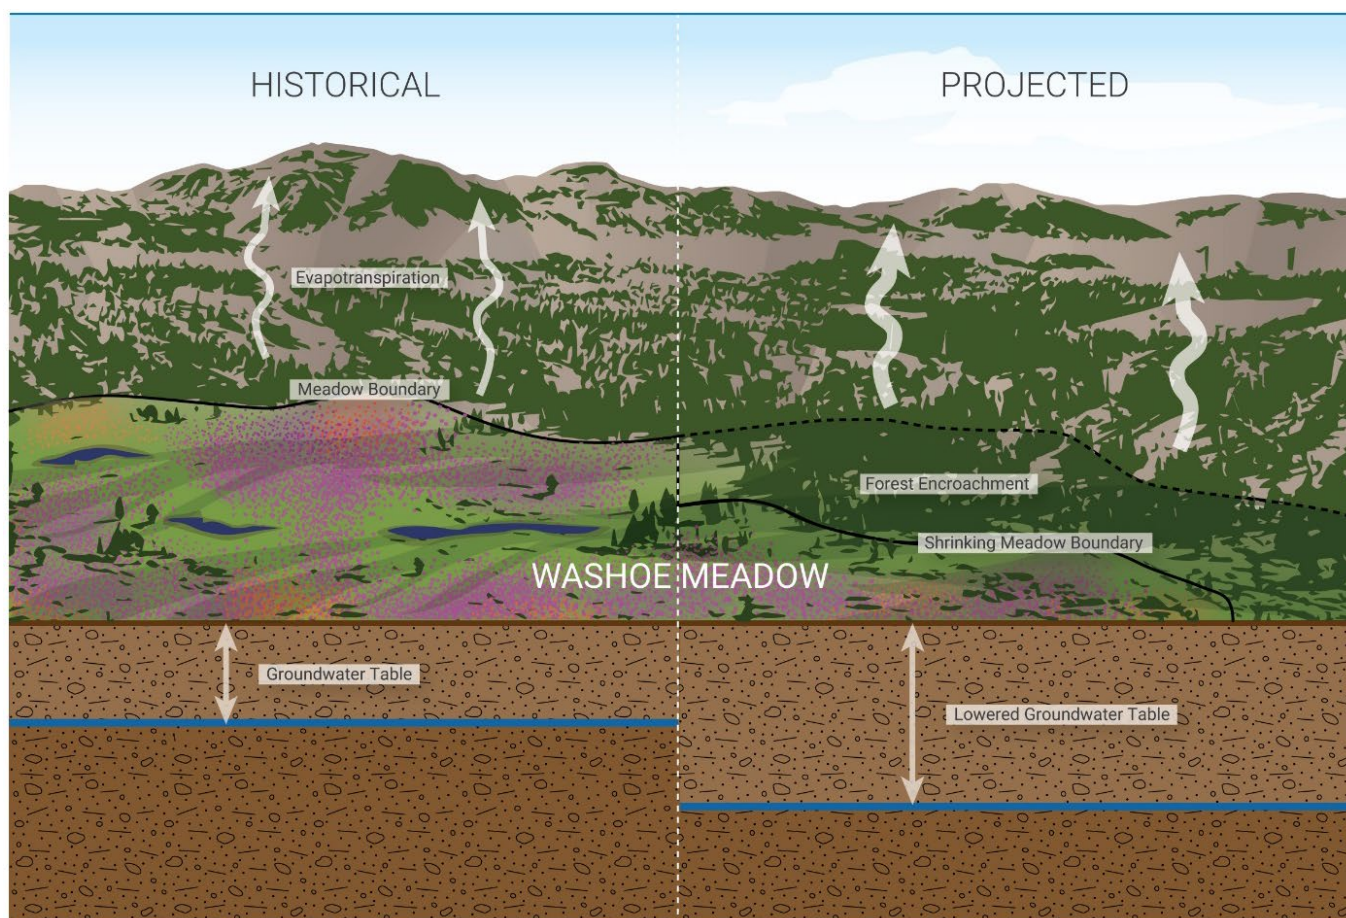 HISTORICAL
PROJECTED
Evapotranspiration
Meadow Boundary
Forest Encroachment
Shrinking Meadow Boundary
WASHOE MEADOW
Groundwater Table
Lowered Groundwater Table